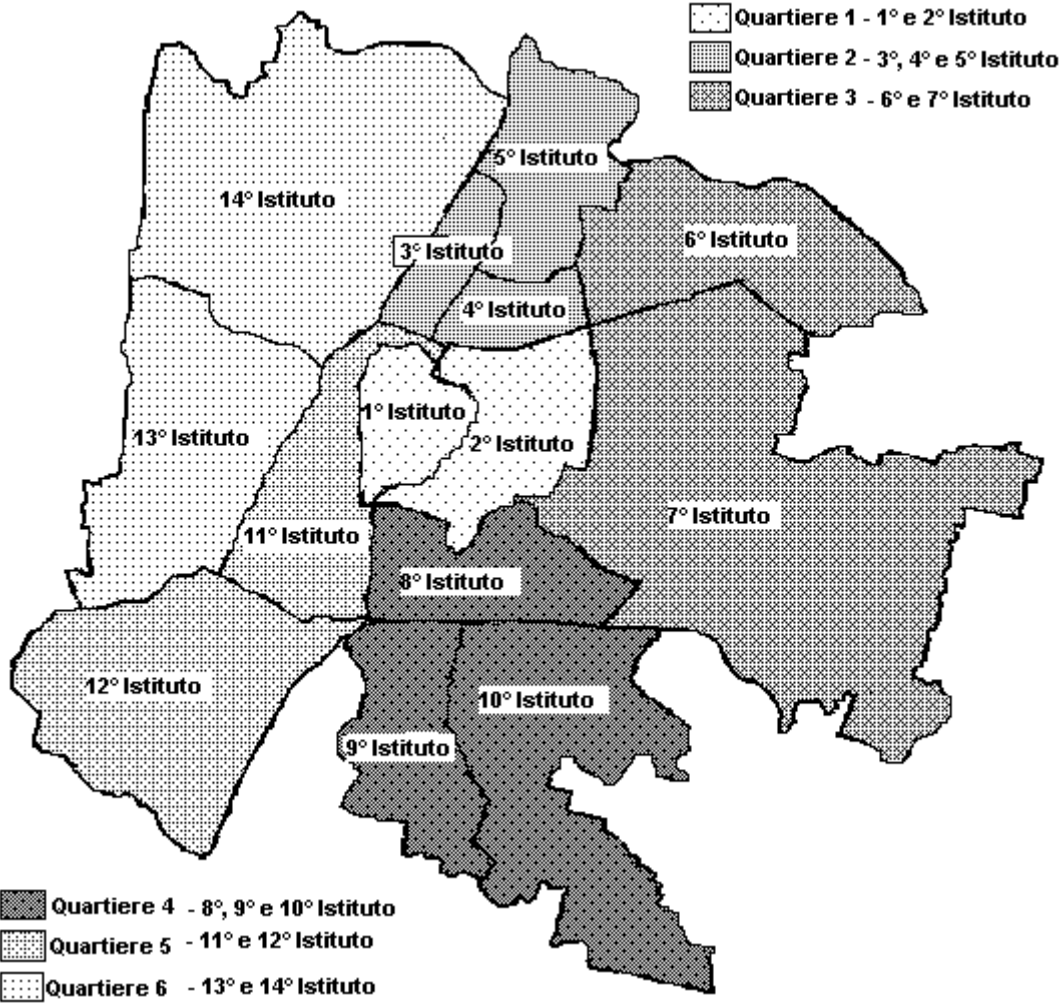 Quartiere 1 - 1° e 2° Istituto
Quartiere 2 - 3°, 4° e 5° Istituto
Quartiere 3 - 6° e 7° Istituto
5° Istituto
14° Istituto
6° Istituto
3° Istituto
4° Istituto
1° Istituto
13° Istituto
2° Istituto
7° Istituto
11° Istituto
8° Istituto
12° Istituto
10° Istituto
9° Istituto
Quartiere 4 - 8°, 9° e 10° Istituto
Quartiere 5 - 11° e 12° Istituto
Quartiere 6 - 13° e 14° Istituto